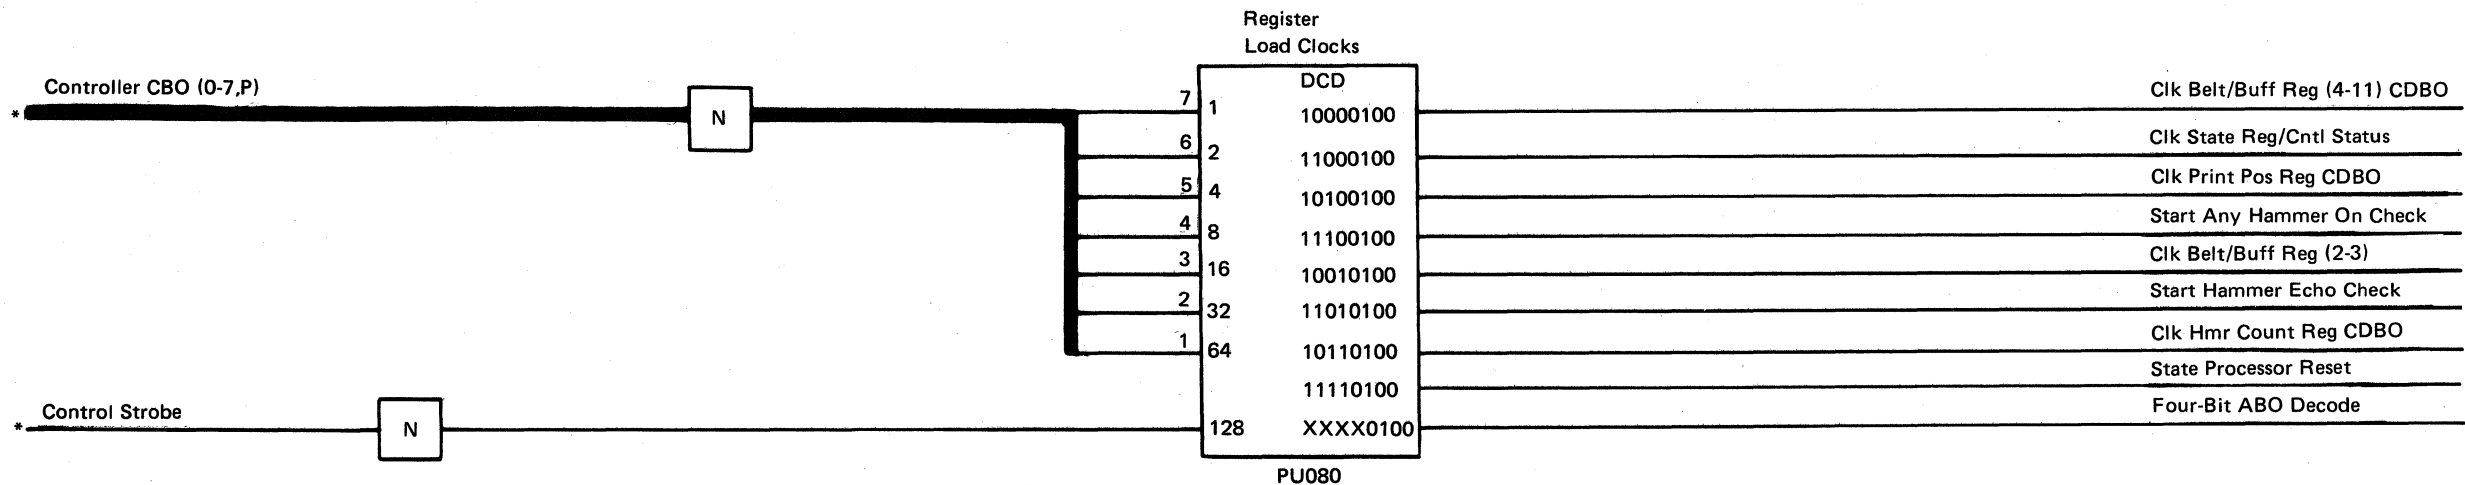 Register
Load Clocks
Controller CBO (0-7,P)
*
N
DCD
7
1
10000100
Clk Belt/Buff Reg (4-11) CDBO
6
2
11000100
Clk State Reg/Cntl Status
5
4
10100100
Clk Print Pos Reg CDBO
4
8
11100100
Start Any Hammer On Check
3
16
10010100
Clk Belt/Buff Reg (2-3)
2
32
11010100
Start Hammer Echo Check
1
64
10110100
Clk Hmr Count Reg CDBO
11110100
State Processor Reset
Control Strobe
*
N
128
XXXX0100
Four-Bit ABO Decode
PU080